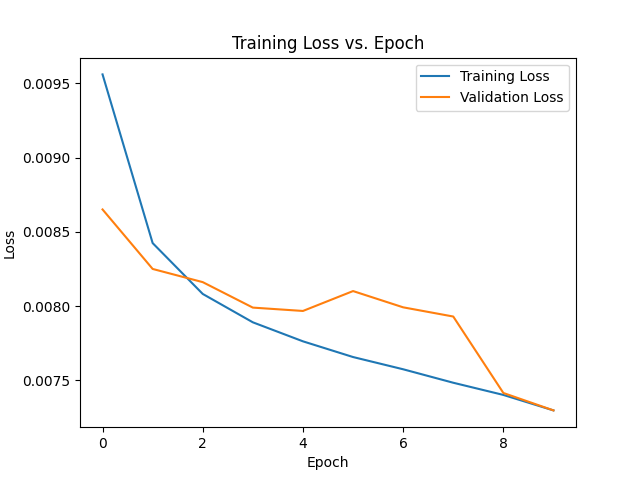 Training Loss vs. Epoch
Training Loss
Validation Loss
0.0095
0.0090
0.0085
0.0080
0.0075
Loss
0 2 4 6 8
Epoch